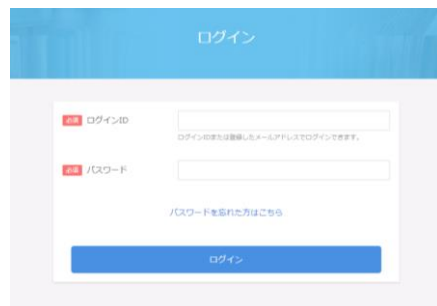 ログイン
必須 ログインID
ログインIDまたは登録したメールアドレスでログインできます。
必須 パスワード
パスワードを忘れた方はこちら
ログイン